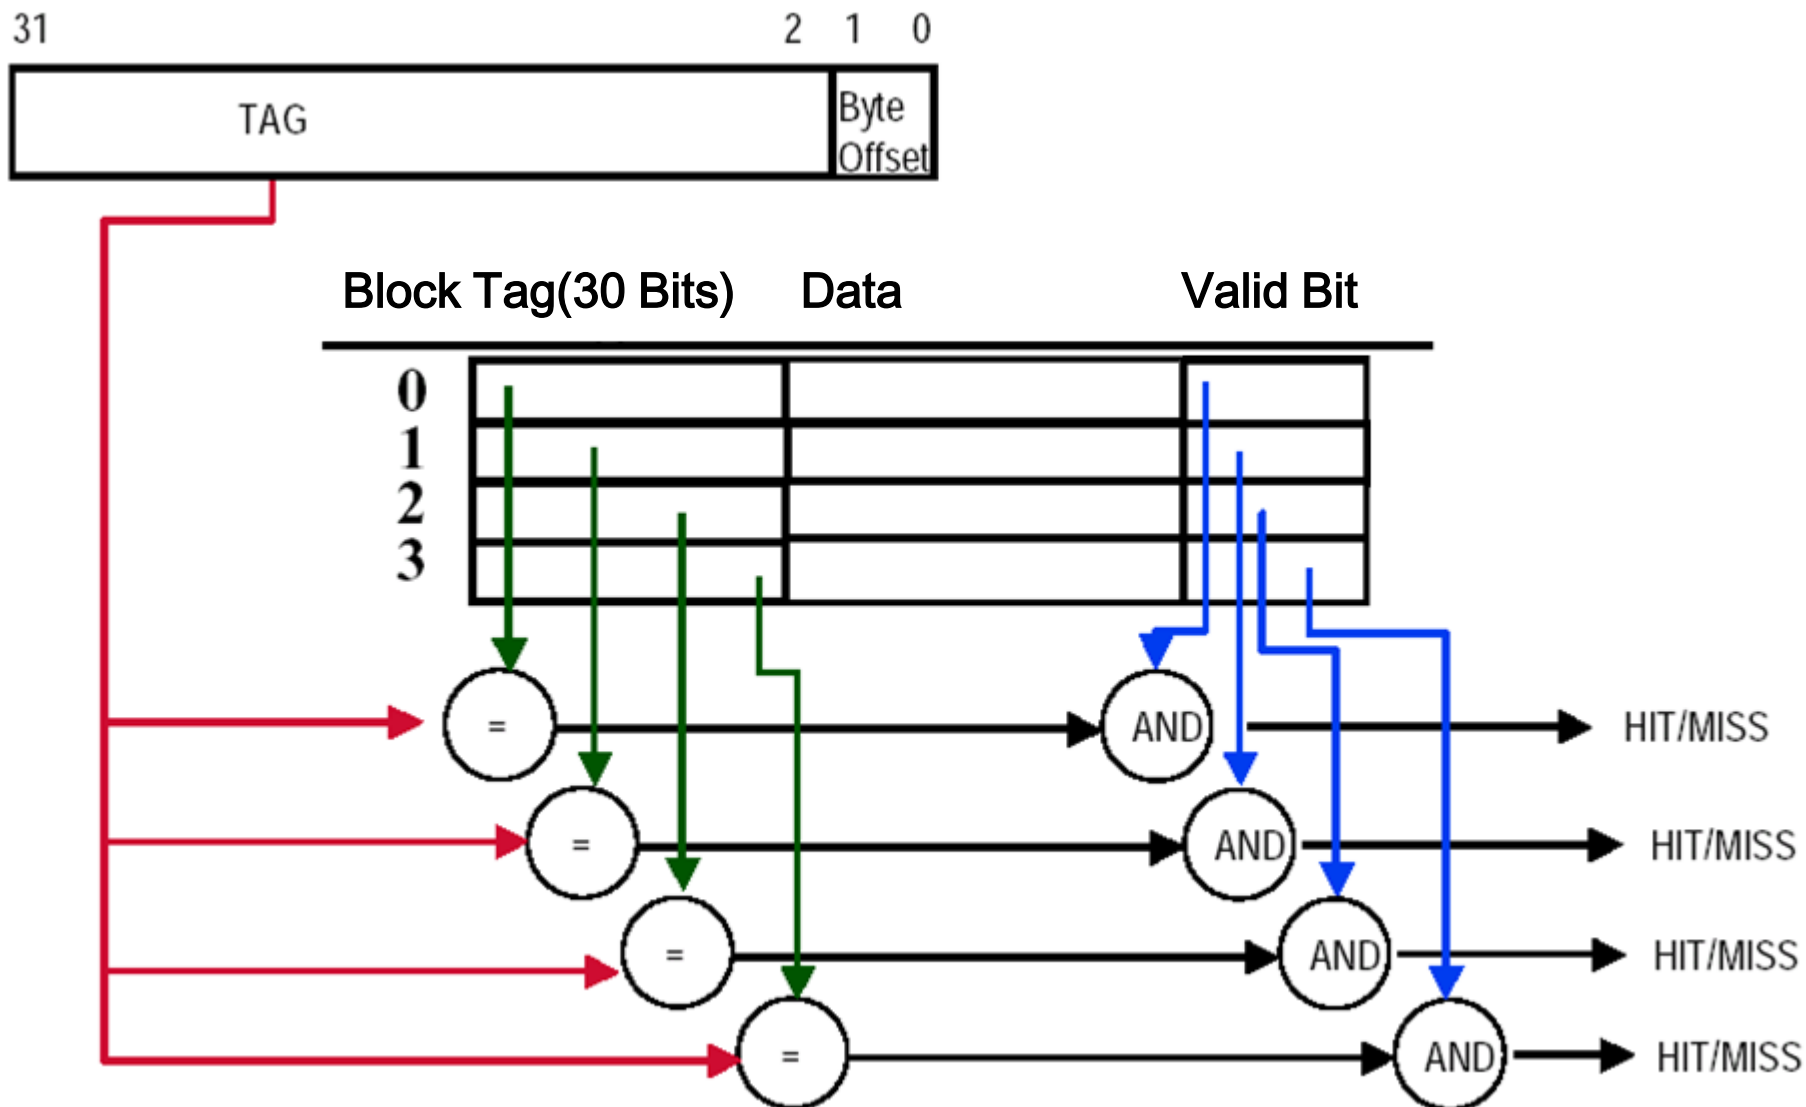 31 2 1 0
TAG
Byte
Offset
Block Tag(30 Bits) Data Valid Bit
0
1
2
3
= AND HIT/MISS
= AND HIT/MISS
= AND HIT/MISS
= AND HIT/MISS